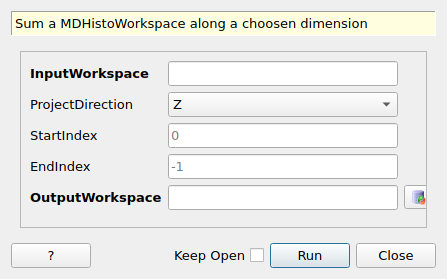 Sum a MDHistoWorkspace along a choosen dimension
InputWorkspace
ProjectDirection Z
StartIndex 0
EndIndex -1
OutputWorkspace
? Keep Open Run Close